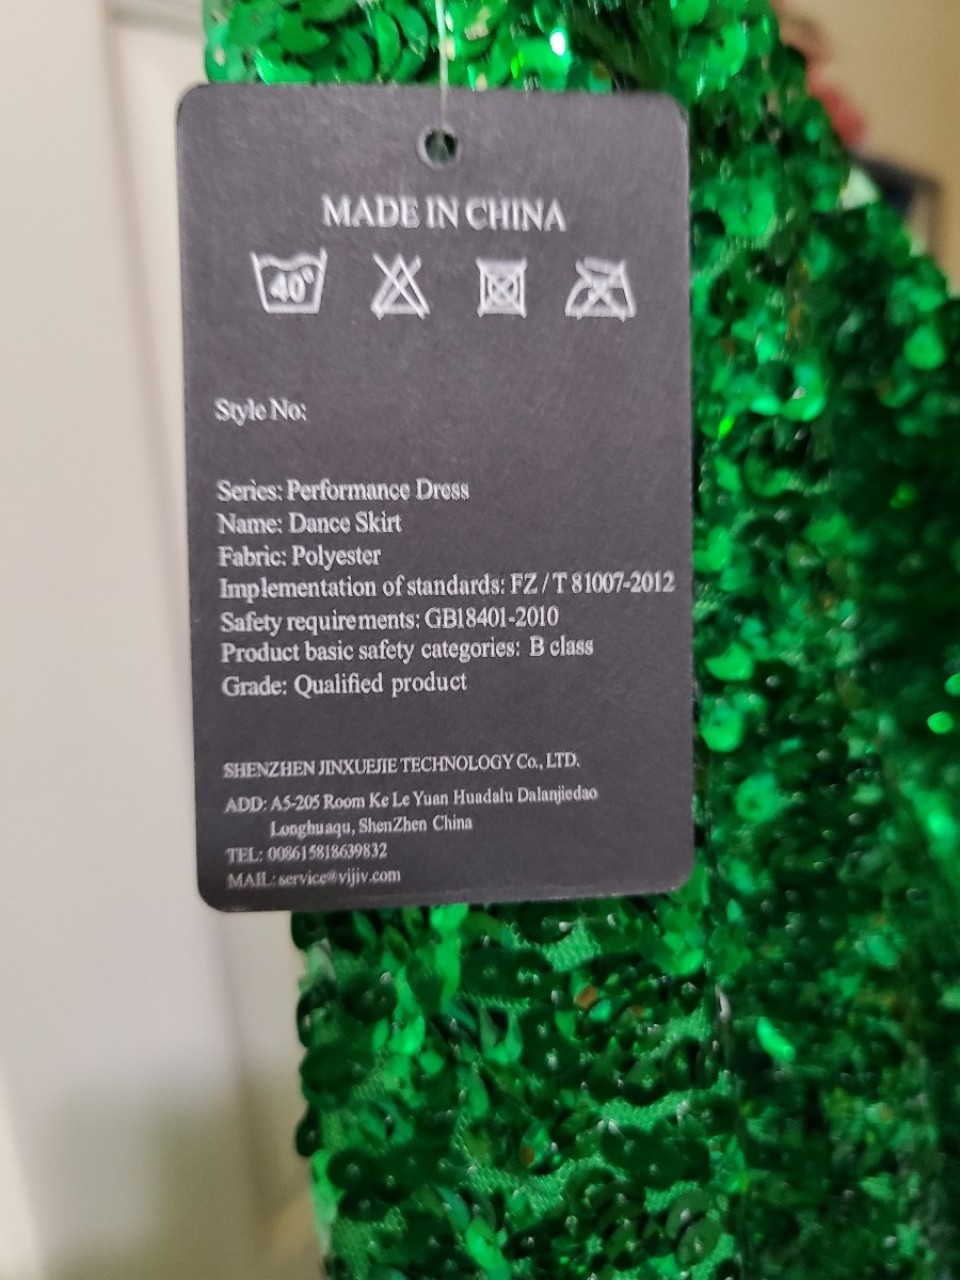 MADE IN CHINA
40°
Style No:
Series: Performance Dress
Name: Dance Skirt
Fabric: Polyester
Implementation of standards: FZ / T 81007-2012
Safety requirements: GB18401-2010
Product basic safety categories: B class
Grade: Qualified product
SHENZHEN JINXUEJIE TECHNOLOGY Co., LTD.
ADD: A5-205 Room Ke Le Yuan Huadalu Dalanjiedao
Longhuaqu, ShenZhen China
TEL: 008615818639832
MAIL: service@vijiv.com